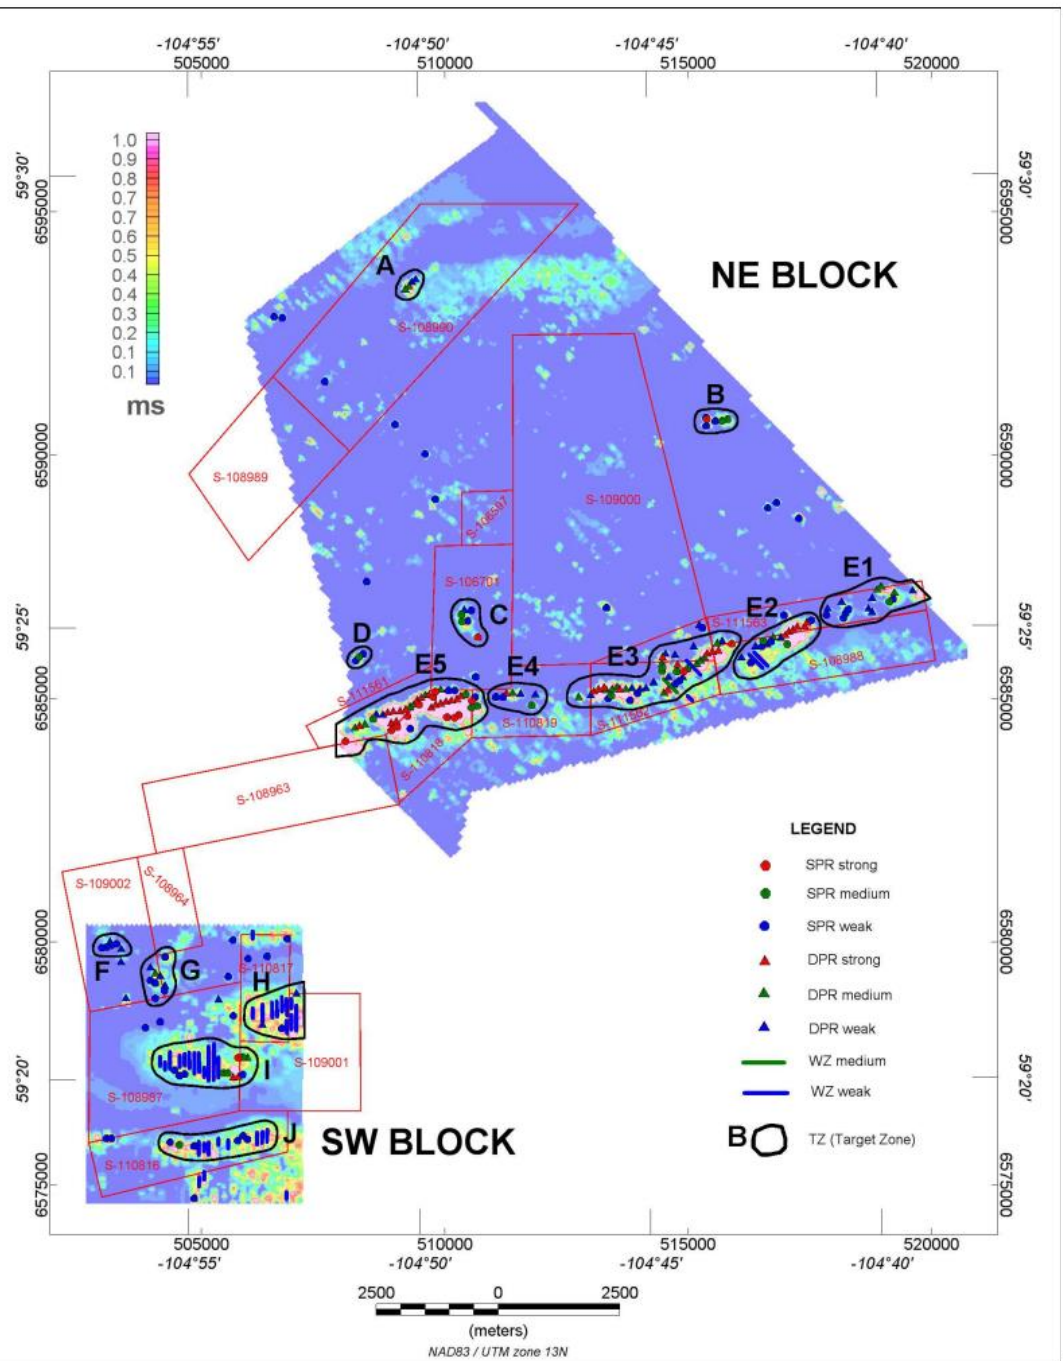 -104°55' -104°50' -104°45' -104°40'
505000 510000 515000 520000
59°30' 59°30'
6595000 6595000
1.0
0.9
0.8
0.7
0.6
0.5
0.4
0.3
0.2
0.1
0.1
ms
NE BLOCK
A
S-108990
B
S-108989
S-109000
S-106597
6590000 6590000
S-106701
C
D
E1
E2
E3
E4
E5
59°25' 59°25'
S-111563
S-108988
S-111561
S-110819
S-111562
S-110818
6585000 6585000
S-108963
S-109002
S-108964
LEGEND
SPR strong
SPR medium
SPR weak
DPR strong
DPR medium
DPR weak
WZ medium
WZ weak
B TZ (Target Zone)
6580000 6580000
F
G
S-110817
H
S-109001
I
59°20' 59°20'
S-108987
J
SW BLOCK
S-110816
6575000 6575000
505000 510000 515000 520000
-104°55' -104°50' -104°45' -104°40'
2500 0 2500
(meters)
NAD83 / UTM zone 13N